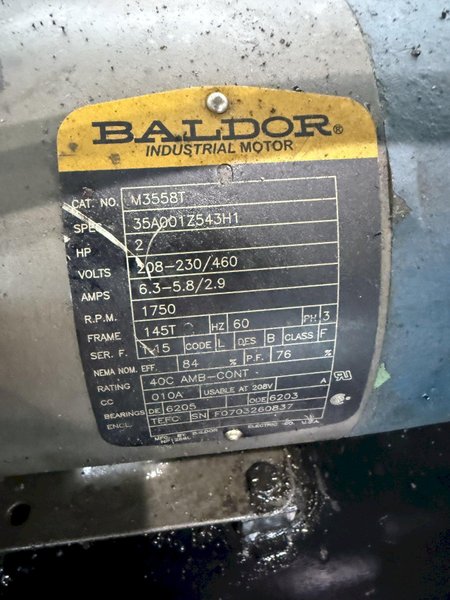 BALDOR®
INDUSTRIAL MOTOR
CAT. NO. M3558T
SPEC. 35A001Z543H1
HP 2
VOLTS 208-230/460
AMPS 6.3-5.8/2.9
R.P.M. 1750
FRAME 145T HZ 60 PH 3
SER. F. 1.15 CODE L DES B CLASS F
NEMA NOM. EFF. 84 % P.F. 76 %
RATING 40C AMB-CONT
CC 010A USABLE AT 208V A
BEARINGS DE 6205 ODE 6203
ENCL TEFC SN F0703260837
BALDOR ELECTRIC CO. U.S.A.